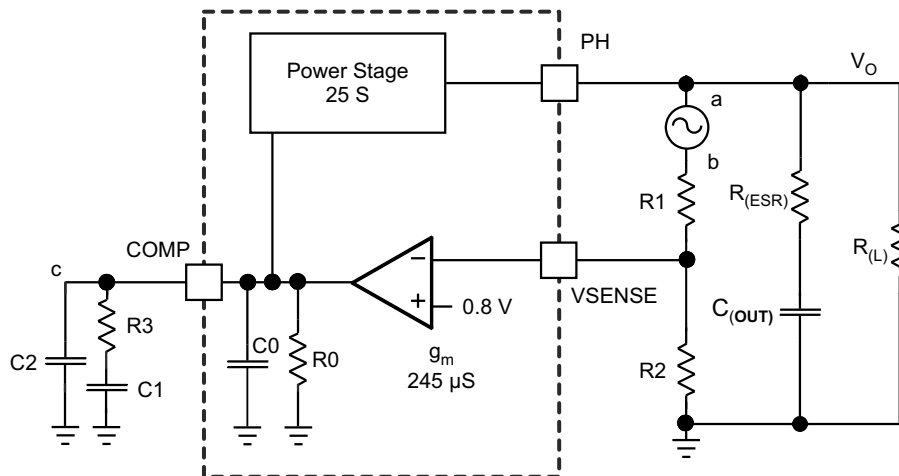 PH
Power Stage
25 S
V_O
a
b
R1
R_(ESR)
R_(L)
COMP
c
−
+
0.8 V
VSENSE
C_(OUT)
R3
C2
C1
C0
R0
g_m
245 µS
R2